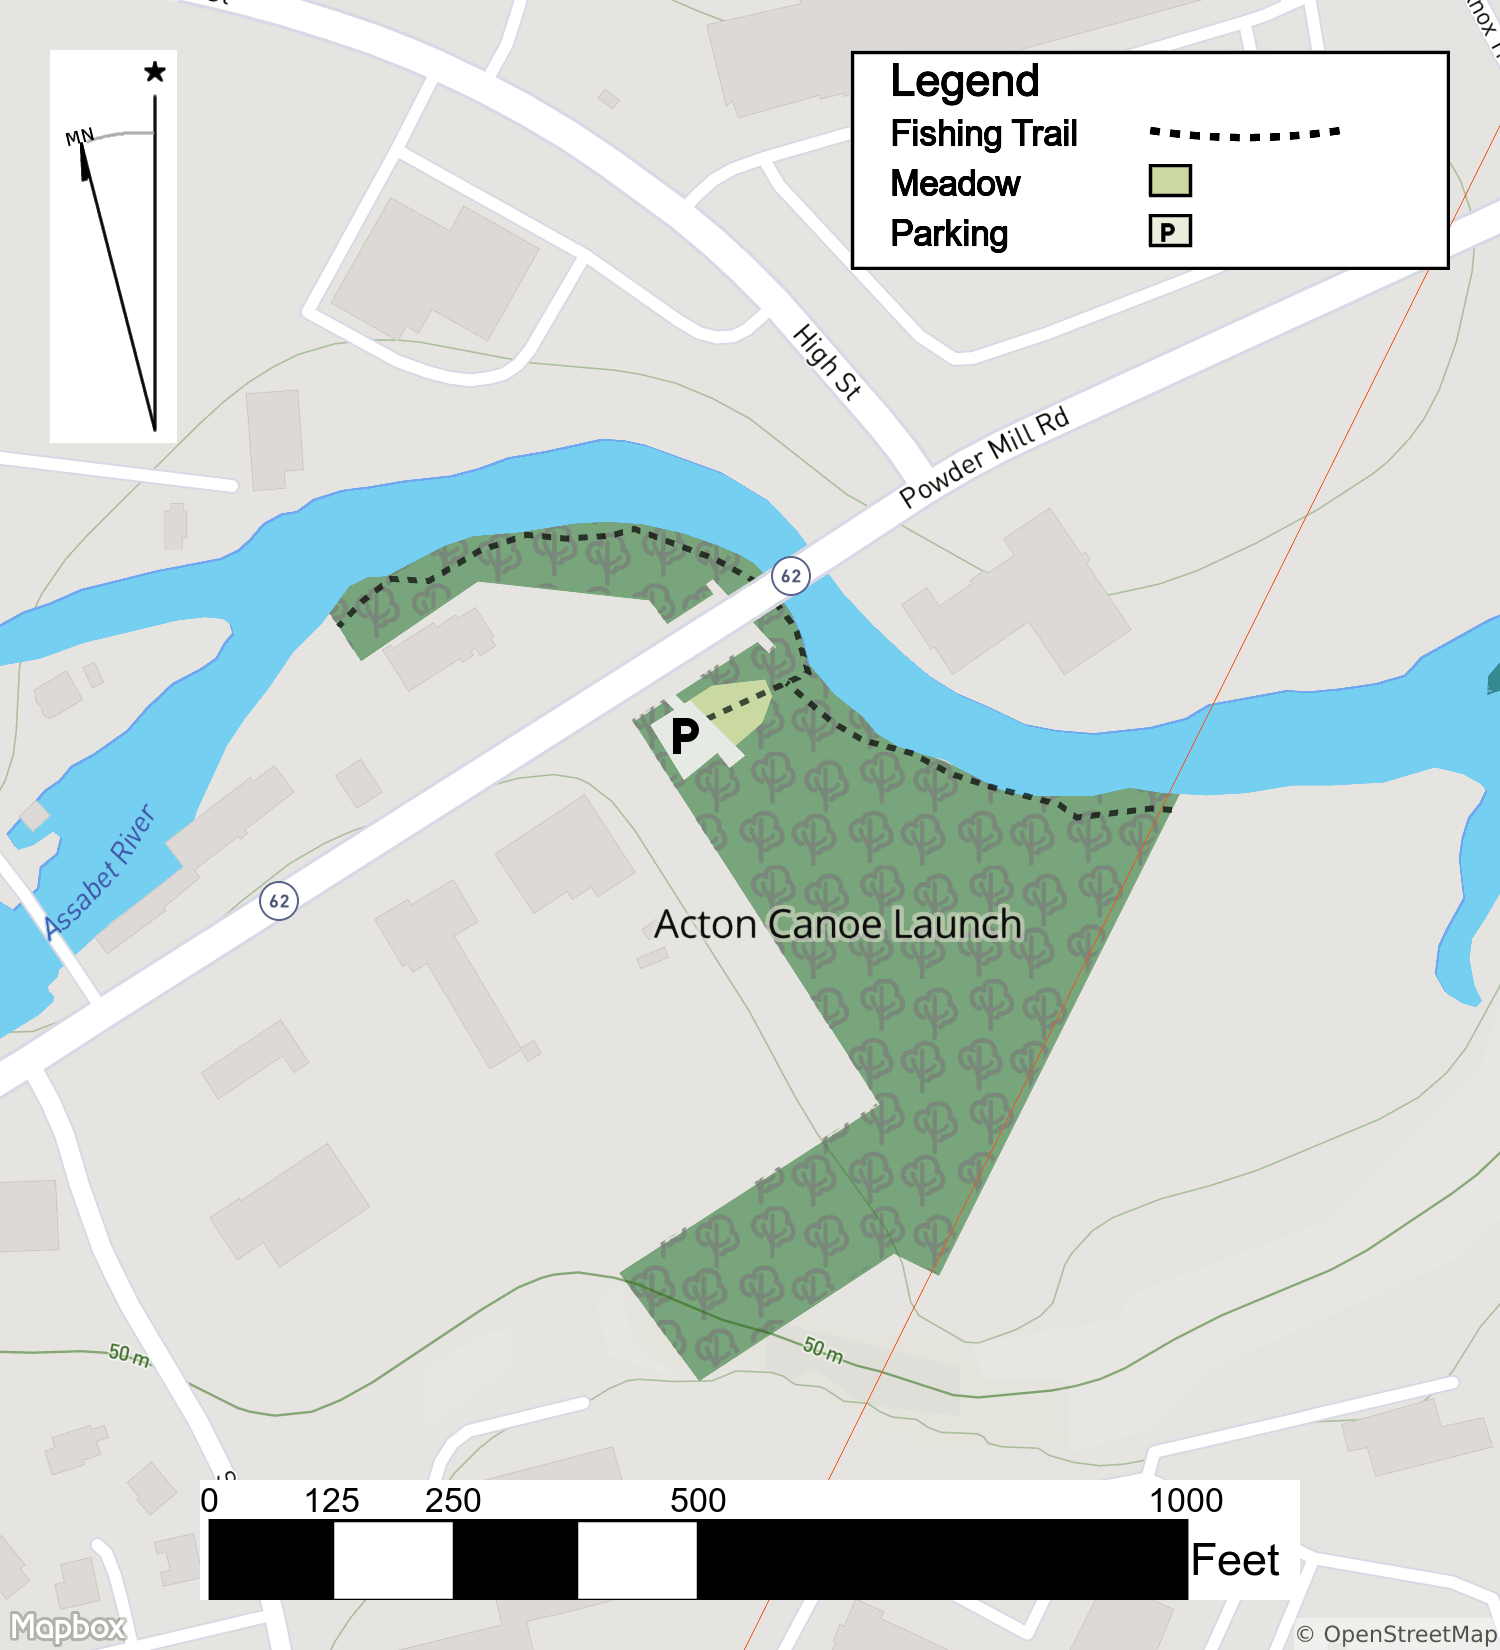 MN
Legend
Fishing Trail
Meadow
Parking
P
High St
Powder Mill Rd
62
P
Assabet River
62
Acton Canoe Launch
50 m
50 m
0 125 250 500 1000
Feet
Mapbox
© OpenStreetMap